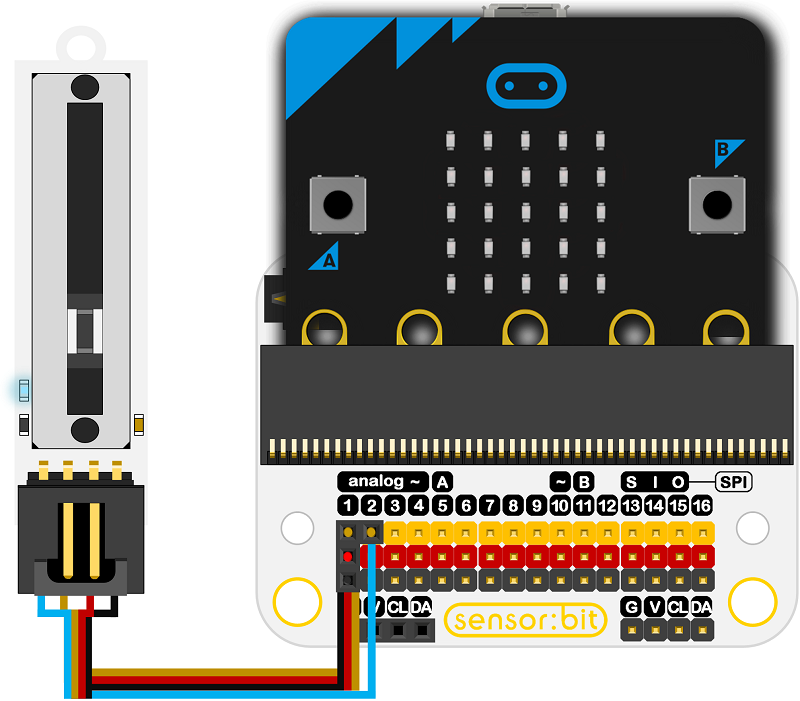 B
A
analog ~ A ~ B S I O SPI
1 2 3 4 5 6 7 8 9 10 11 12 13 14 15 16
V CL DA G V CL DA
sensor:bit